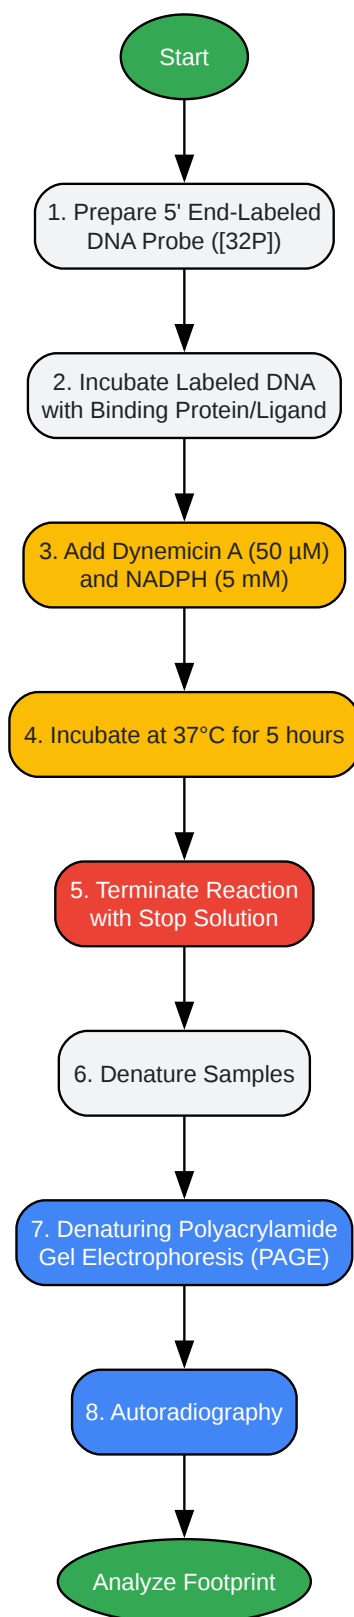 Start
1. Prepare 5' End-Labeled
DNA Probe ([32P])
2. Incubate Labeled DNA
with Binding Protein/Ligand
3. Add Dynemicin A (50 µM)
and NADPH (5 mM)
4. Incubate at 37°C for 5 hours
5. Terminate Reaction
with Stop Solution
6. Denature Samples
7. Denaturing Polyacrylamide
Gel Electrophoresis (PAGE)
8. Autoradiography
Analyze Footprint